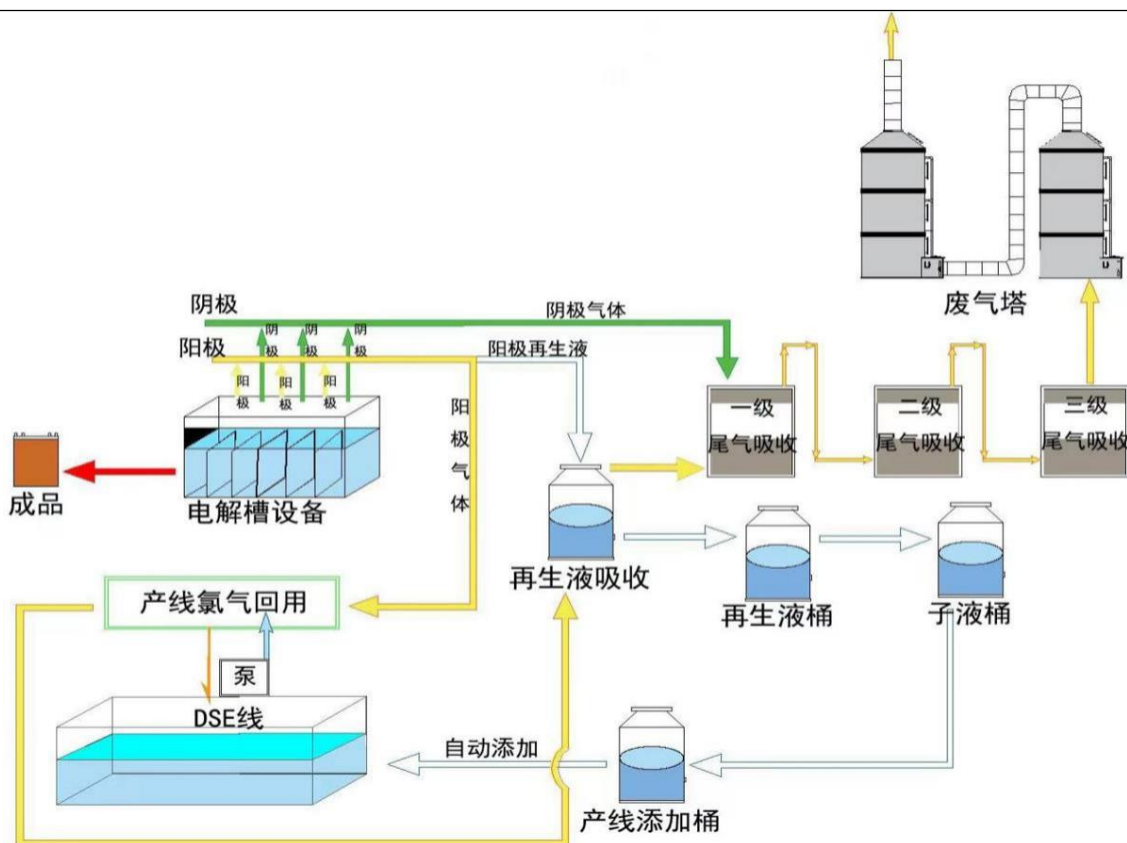 废气塔
阴极
阴极气体
阴极
阴极
阴极
阳极
阳极再生液
阳极
阳极
阳极
阳极气体
一级
尾气吸收
二级
尾气吸收
三级
尾气吸收
成品
电解槽设备
再生液吸收
再生液桶
子液桶
产线氯气回用
泵
DSE线
自动添加
产线添加桶